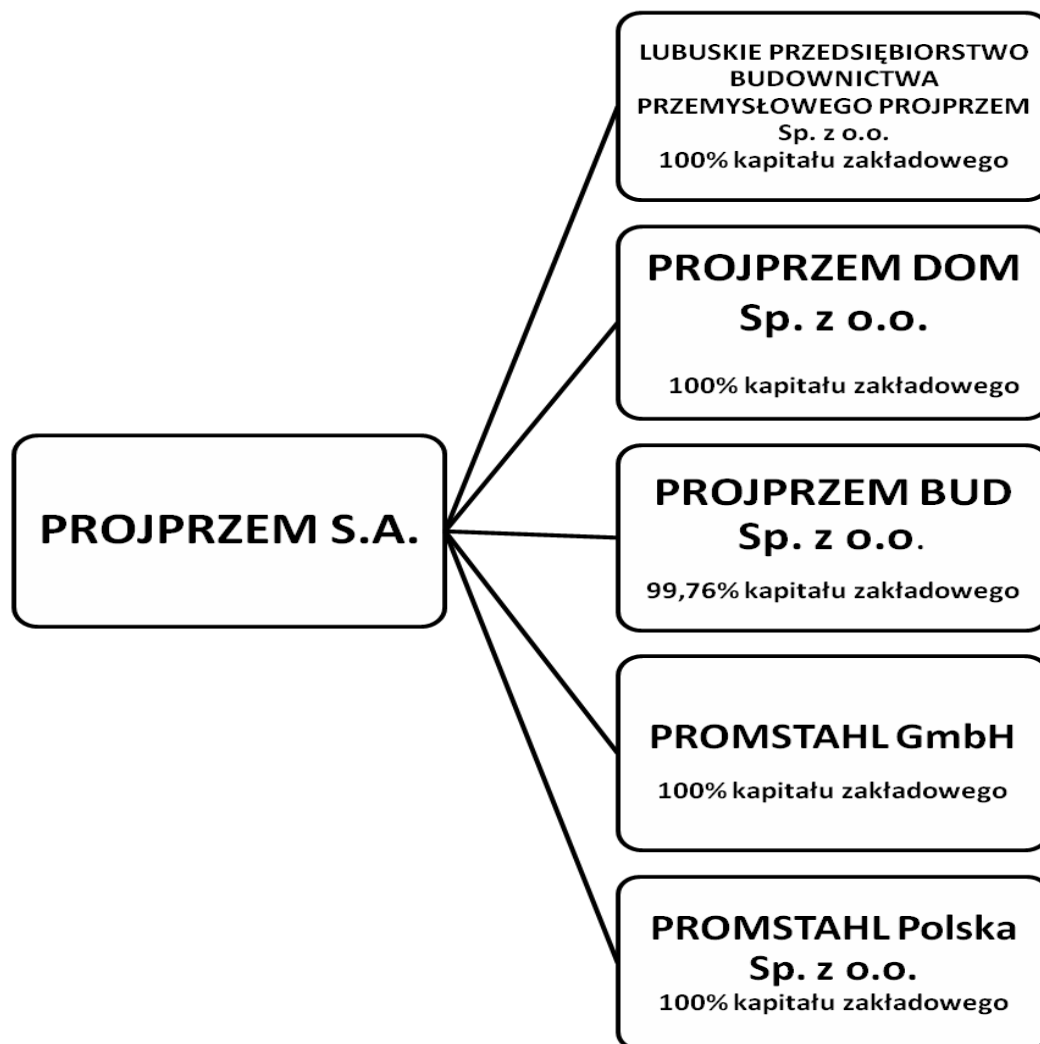 LUBUSKIE PRZEDSIĘBIORSTWO
BUDOWNICTWA
PRZEMYSŁOWEGO PROJPRZEM
Sp. z o.o.
100% kapitału zakładowego
PROJPRZEM DOM
Sp. z o.o.
100% kapitału zakładowego
PROJPRZEM S.A.
PROJPRZEM BUD
Sp. z o.o.
99,76% kapitału zakładowego
PROMSTAHL GmbH
100% kapitału zakładowego
PROMSTAHL Polska
Sp. z o.o.
100% kapitału zakładowego